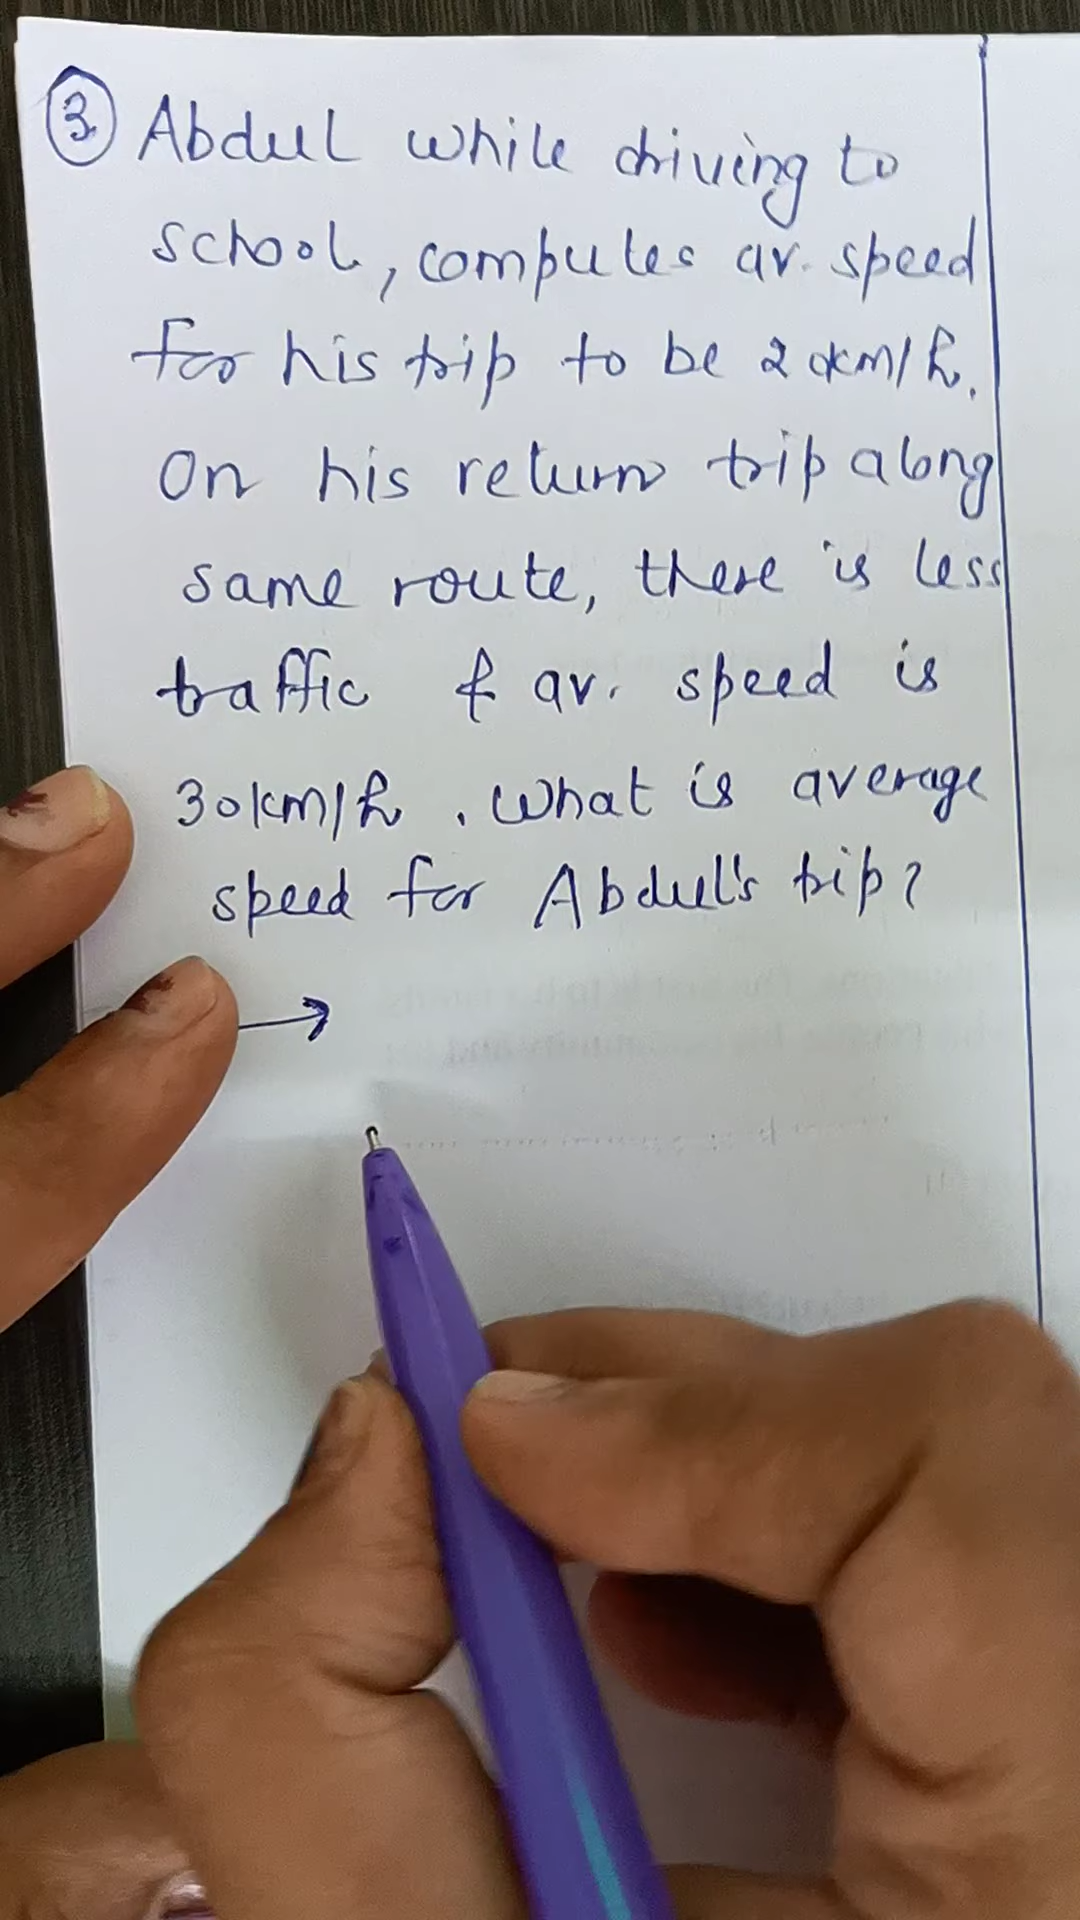 3 Abdul while driving to
school, computes av. speed
for his trip to be 20km/h.
On his return trip along
same route, there is less
traffic & av. speed is
30km/h. What is average
speed for Abdul's trip?
→